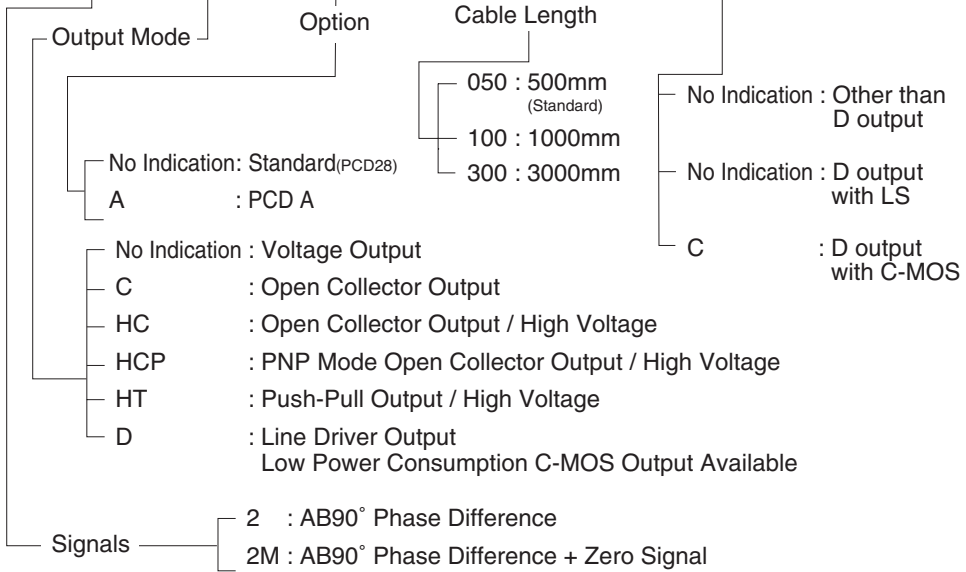 Output Mode
Option
Cable Length
050 : 500mm
(Standard)
100 : 1000mm
300 : 3000mm
No Indication : Other than
D output
No Indication : D output
with LS
C : D output
with C-MOS
No Indication: Standard(PCD28)
A : PCD A
No Indication : Voltage Output
C : Open Collector Output
HC : Open Collector Output / High Voltage
HCP : PNP Mode Open Collector Output / High Voltage
HT : Push-Pull Output / High Voltage
D : Line Driver Output
Low Power Consumption C-MOS Output Available
Signals
2 : AB90˚ Phase Difference
2M : AB90˚ Phase Difference + Zero Signal